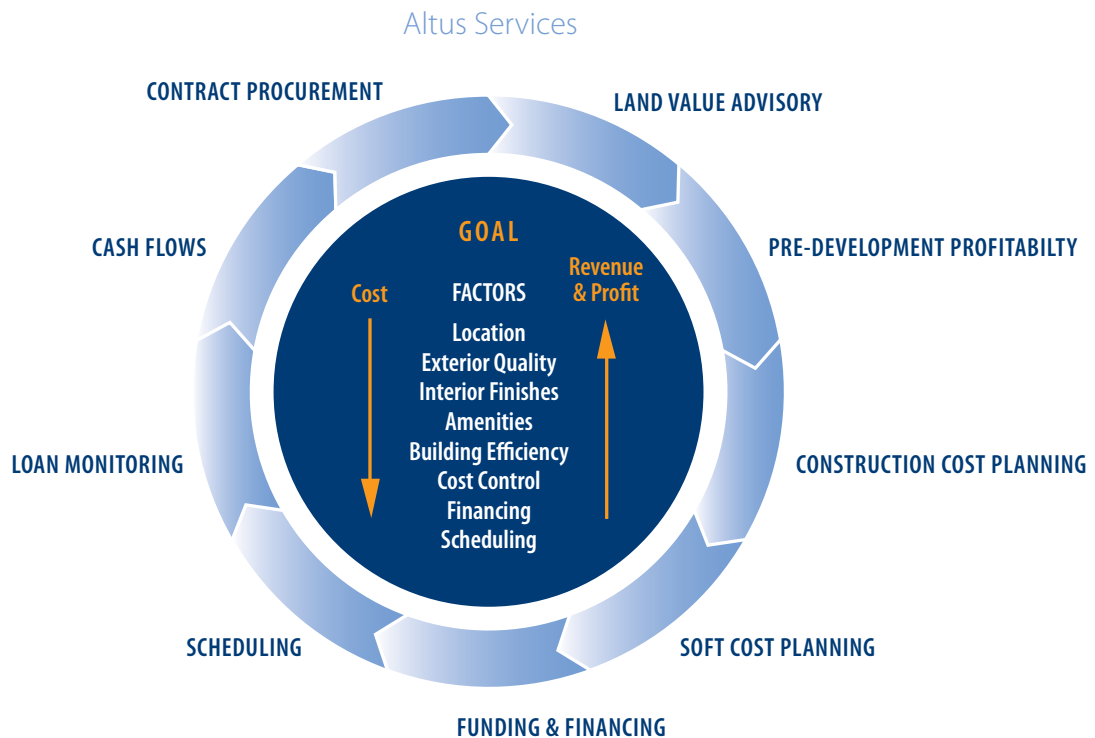 Altus Services
CONTRACT PROCUREMENT
LAND VALUE ADVISORY
CASH FLOWS
PRE-DEVELOPMENT PROFITABILTY
LOAN MONITORING
CONSTRUCTION COST PLANNING
SCHEDULING
SOFT COST PLANNING
FUNDING & FINANCING
GOAL
Cost
FACTORS
Revenue
& Profit
Location
Exterior Quality
Interior Finishes
Amenities
Building Efficiency
Cost Control
Financing
Scheduling